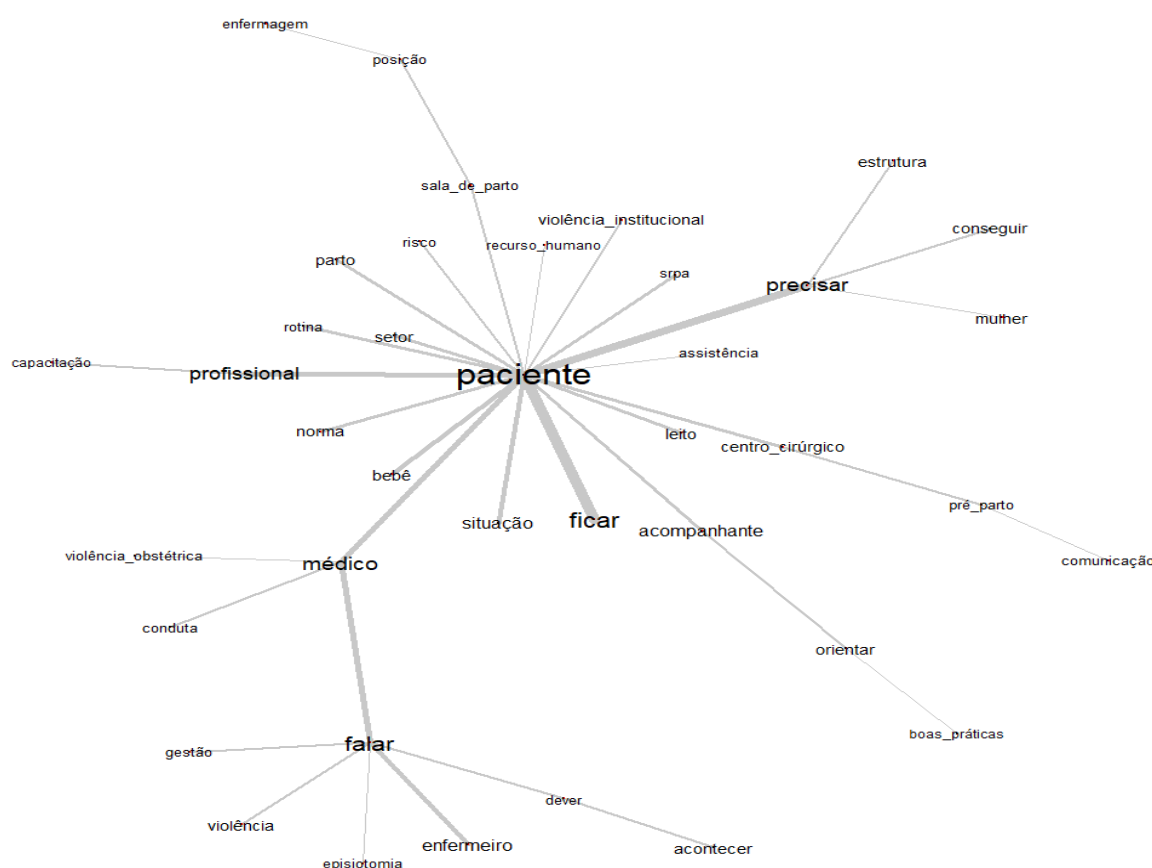 enfermagem
posição
estrutura
sala_de_parto
violência_institucional
conseguir
risco
recurso_humano
parto
srpa
precisar
mulher
rotina
setor
assistência
capacitação
profissional
paciente
norma
leito
centro_cirúrgico
bebê
pré_parto
situação
ficar
acompanhante
violência_obstétrica
médico
comunicação
conduta
orientar
boas_práticas
falar
gestão
dever
violência
enfermeiro
acontecer
episiotomia